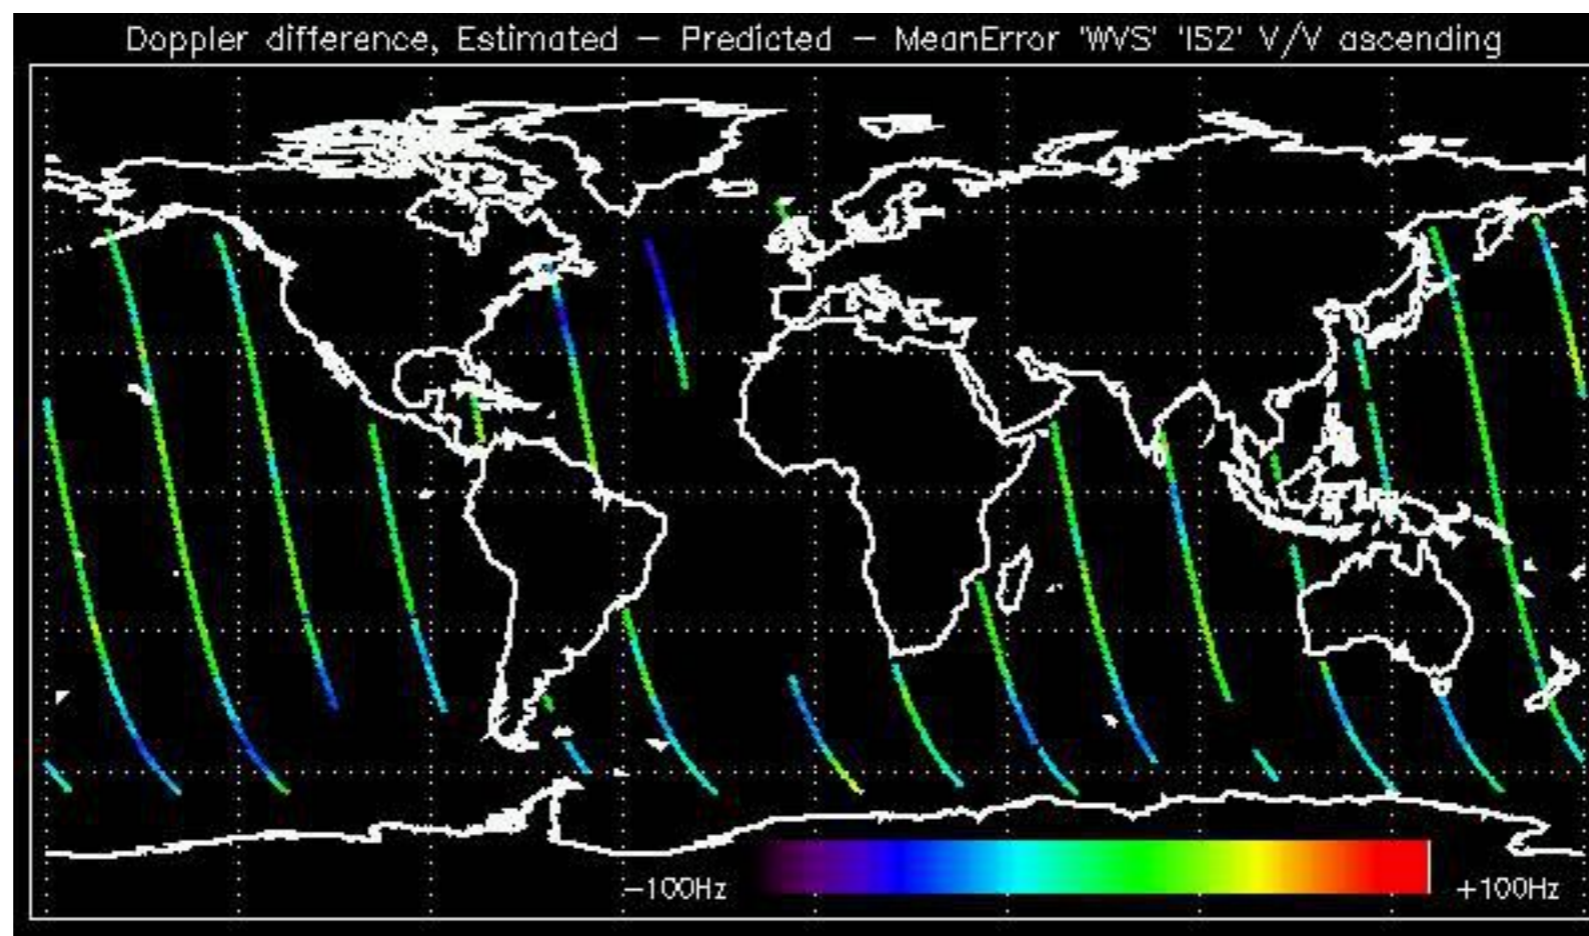 Doppler difference, Estimated - Predicted - MeanError 'WVS' 'IS2' V/V ascending
-100Hz
+100Hz